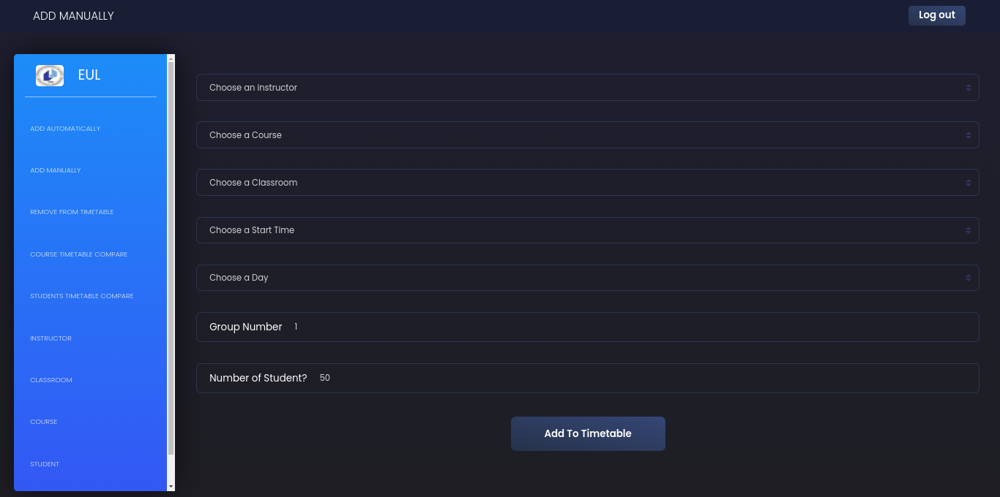 ADD MANUALLY
Log out
EUL
ADD AUTOMATICALLY
ADD MANUALLY
REMOVE FROM TIMETABLE
COURSE TIMETABLE COMPARE
STUDENTS TIMETABLE COMPARE
INSTRUCTOR
CLASSROOM
COURSE
STUDENT
Choose an instructor
Choose a Course
Choose a Classroom
Choose a Start Time
Choose a Day
Group Number 1
Number of Student? 50
Add To Timetable